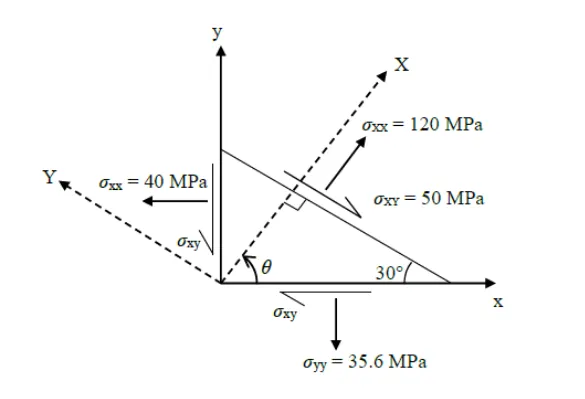 y
X
σXX = 120 MPa
Y
σxx = 40 MPa
σXY = 50 MPa
σxy
θ
30°
x
σxy
σyy = 35.6 MPa